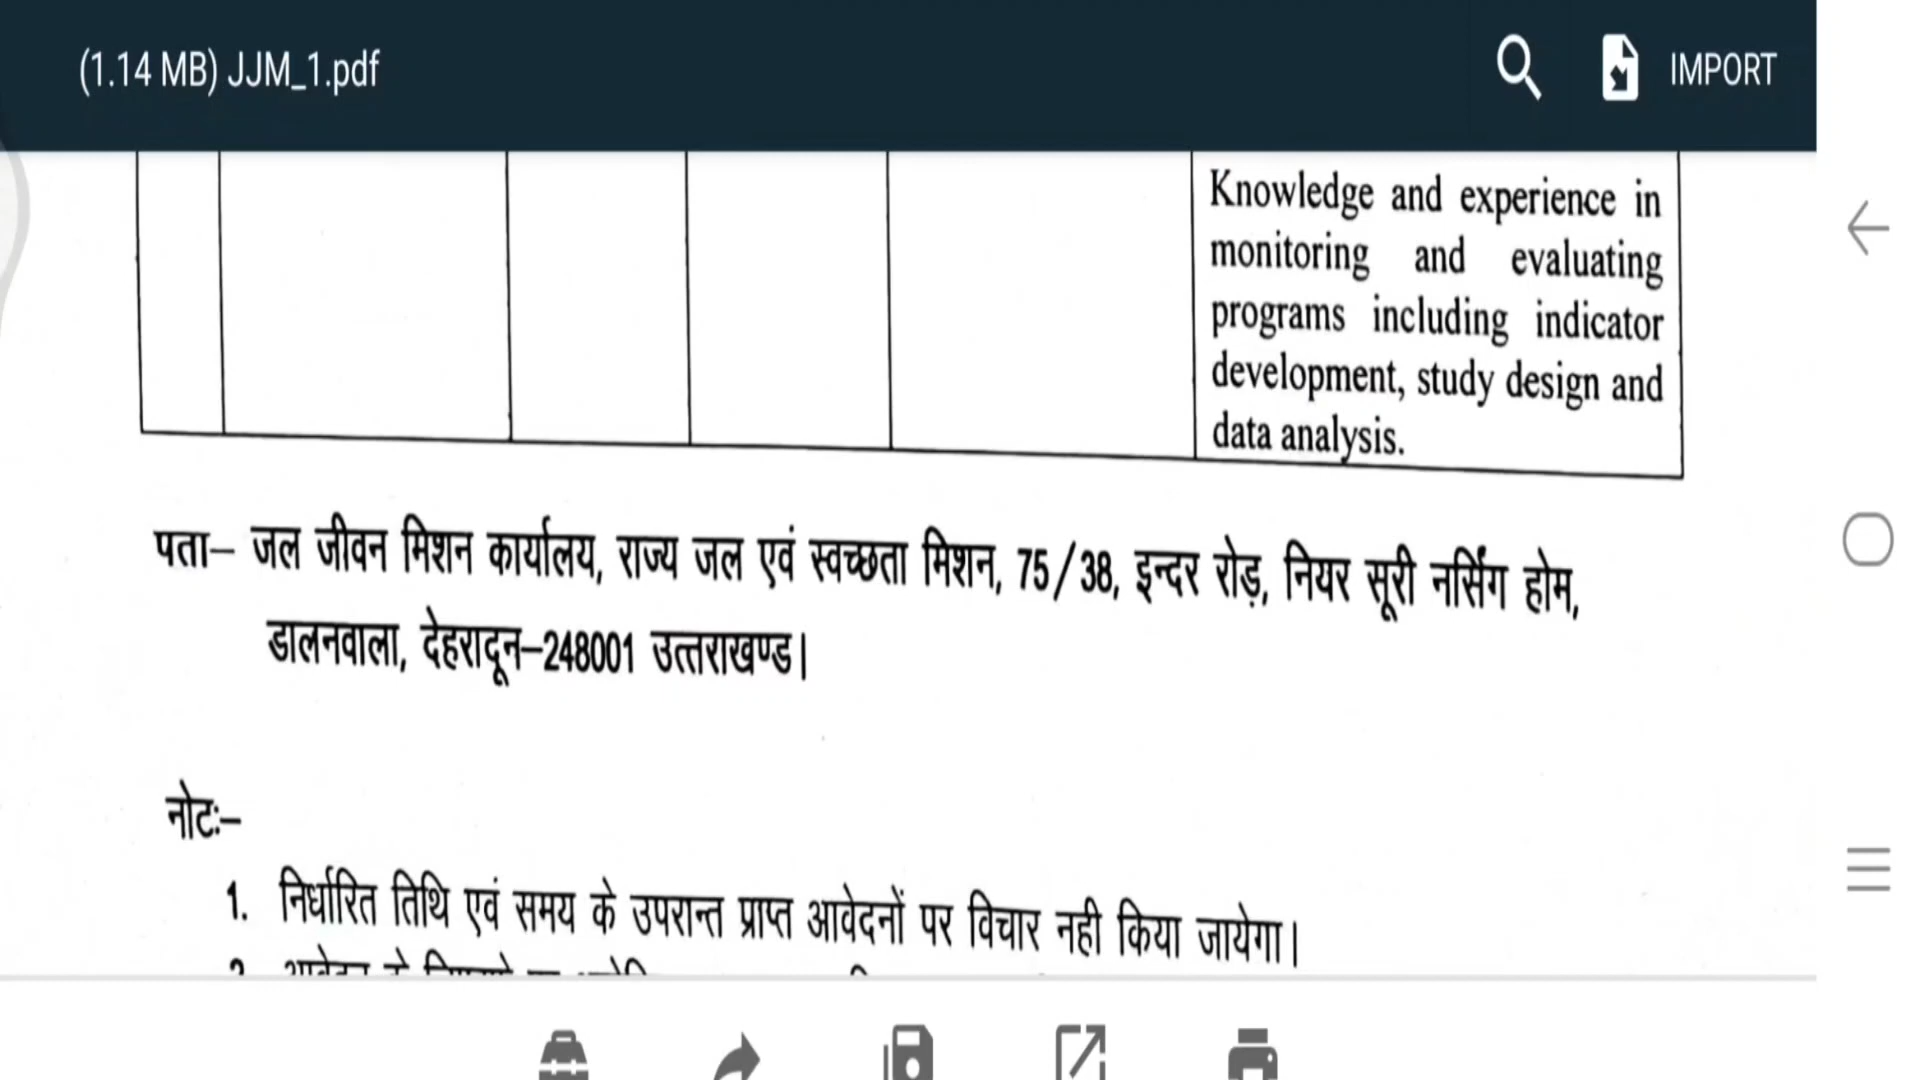 (1.14 MB) JJM_1.pdf
IMPORT
Knowledge and experience in
monitoring and evaluating
programs including indicator
development, study design and
data analysis.
पता– जल जीवन मिशन कार्यालय, राज्य जल एवं स्वच्छता मिशन, 75/38, इन्दर रोड़, नियर सूरी नर्सिंग होम,
डालनवाला, देहरादून–248001 उत्तराखण्ड।
नोटः–
1. निर्धारित तिथि एवं समय के उपरान्त प्राप्त आवेदनों पर विचार नही किया जायेगा।